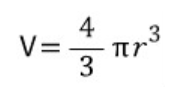 V = 4/3 πr³